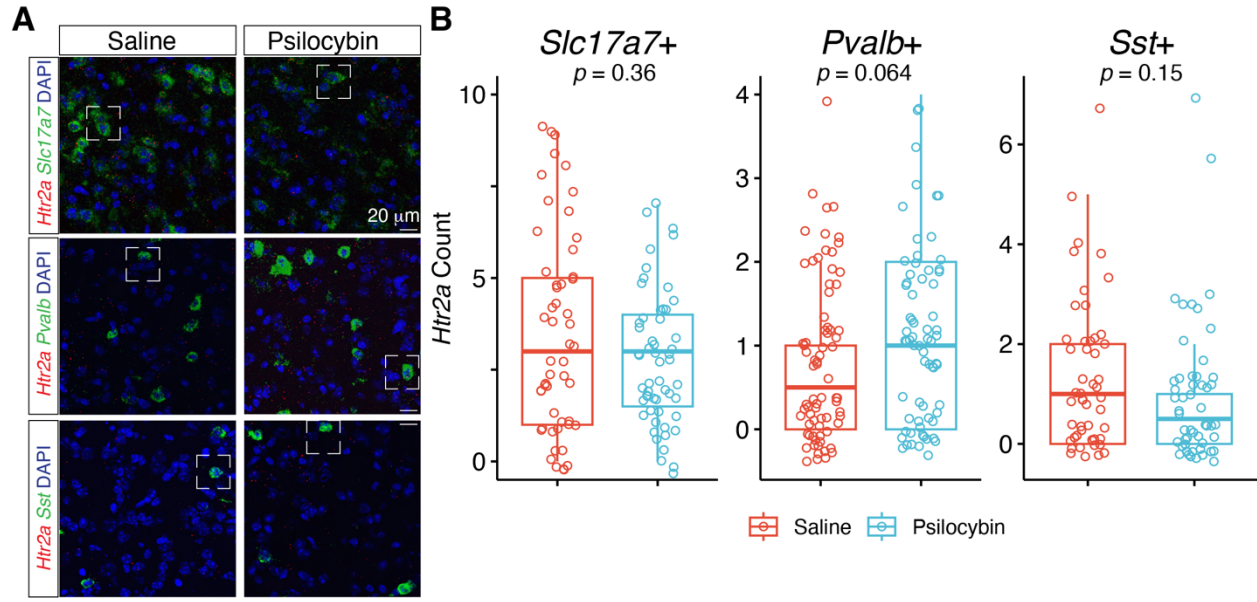 A
Saline
Psilocybin
Htr2a Slc17a7 DAPI
20 μm
Htr2a Pvalb DAPI
Htr2a Sst DAPI
B
Slc17a7+
p = 0.36
Pvalb+
p = 0.064
Sst+
p = 0.15
Htr2a Count
10
5
0
4
3
2
1
0
6
4
2
0
Saline
Psilocybin